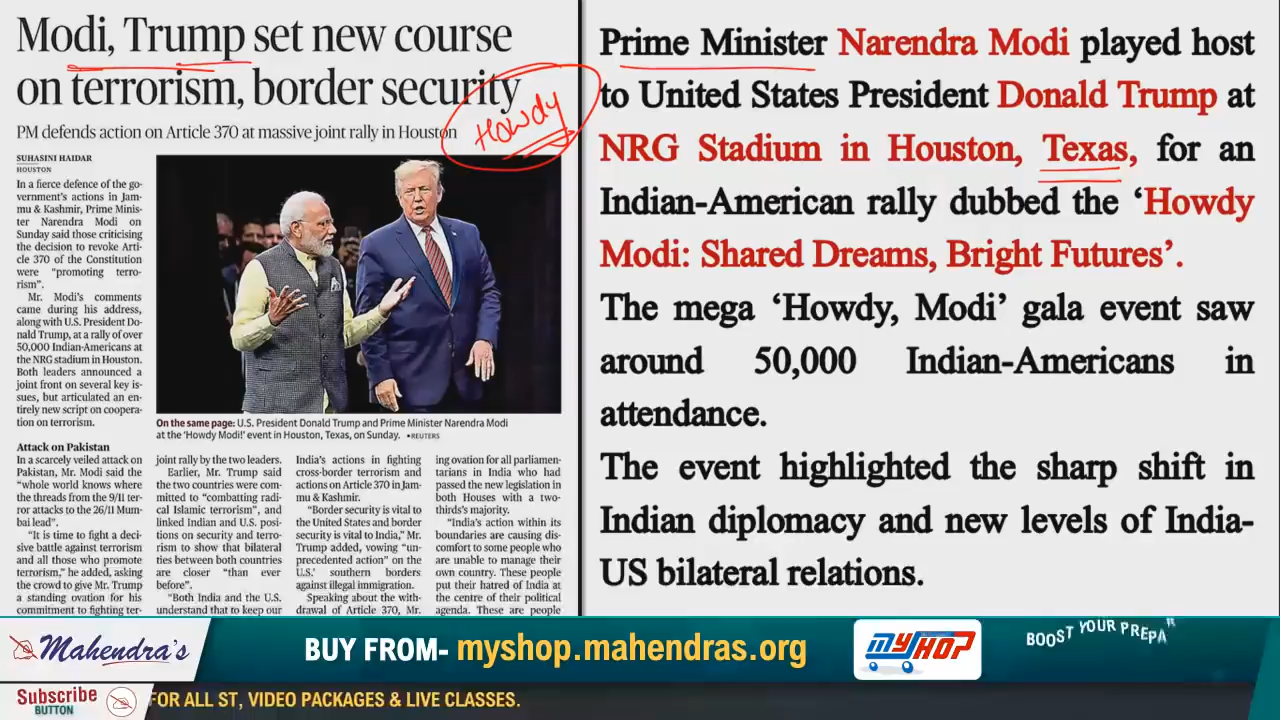 Modi, Trump set new course
on terrorism, border security
PM defends action on Article 370 at massive joint rally in Houston
Howdy
SUHASINI HAIDAR
HOUSTON
In a fierce defence of the go-
vernment's actions in Jam-
mu & Kashmir, Prime Minis-
ter Narendra Modi on
Sunday said those criticising
the decision to revoke Arti-
cle 370 of the Constitution
were "promoting terro-
rism".
Mr. Modi's comments
came during his address,
along with U.S. President Do-
nald Trump, at a rally of over
50,000 Indian-Americans at
the NRG stadium in Houston.
Both leaders announced a
joint front on several key is-
sues, but articulated an en-
tirely new script on coopera-
tion on terrorism.
Attack on Pakistan
In a scarcely veiled attack on
Pakistan, Mr. Modi said the
"whole world knows where
the threads from the 9/11 ter-
ror attacks to the 26/11 Mum-
bai lead".
"It is time to fight a deci-
sive battle against terrorism
and all those who promote
terrorism," he added, asking
the crowd to give Mr. Trump
a standing ovation for his
commitment to fighting ter-
On the same page: U.S. President Donald Trump and Prime Minister Narendra Modi
at the 'Howdy Modi!' event in Houston, Texas, on Sunday. •REUTERS
joint rally by the two leaders.
Earlier, Mr. Trump said
the two countries were com-
mitted to "combatting radi-
cal Islamic terrorism", and
linked Indian and U.S. posi-
tions on security and terro-
rism to show that bilateral
ties between both countries
are closer "than ever
before".
"Both India and the U.S.
understand that to keep our
India's actions in fighting
cross-border terrorism and
actions on Article 370 in Jam-
mu & Kashmir.
"Border security is vital to
the United States and border
security is vital to India," Mr.
Trump added, vowing "un-
precedented action" on the
U.S.' southern borders
against illegal immigration.
Speaking about the with-
drawal of Article 370, Mr.
ing ovation for all parliamen-
tarians in India who had
passed the new legislation in
both Houses with a two-
thirds's majority.
"India's action within its
boundaries are causing dis-
comfort to some people who
are unable to manage their
own country. These people
put their hatred of India at
the centre of their political
agenda. These are people
Prime Minister Narendra Modi played host
to United States President Donald Trump at
NRG Stadium in Houston, Texas, for an
Indian-American rally dubbed the ‘Howdy
Modi: Shared Dreams, Bright Futures’.
The mega ‘Howdy, Modi’ gala event saw
around 50,000 Indian-Americans in
attendance.
The event highlighted the sharp shift in
Indian diplomacy and new levels of India-
US bilateral relations.
Mahendra's
BUY FROM- myshop.mahendras.org
MY SHOP
BOOST YOUR PREPA
Subscribe
BUTTON
FOR ALL ST, VIDEO PACKAGES & LIVE CLASSES.